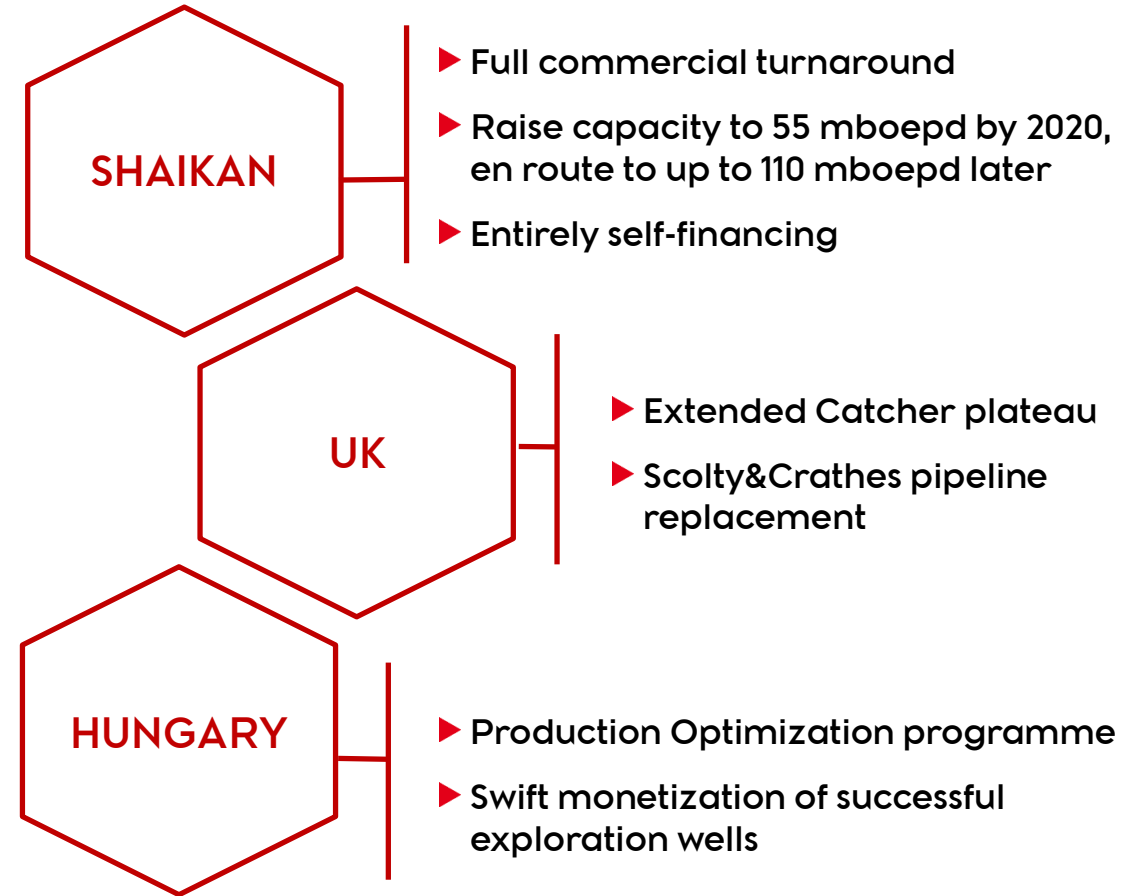 SHAIKAN
Full commercial turnaround
Raise capacity to 55 mboepd by 2020,
en route to up to 110 mboepd later
Entirely self-financing
UK
Extended Catcher plateau
Scolty&Crathes pipeline
replacement
HUNGARY
Production Optimization programme
Swift monetization of successful
exploration wells